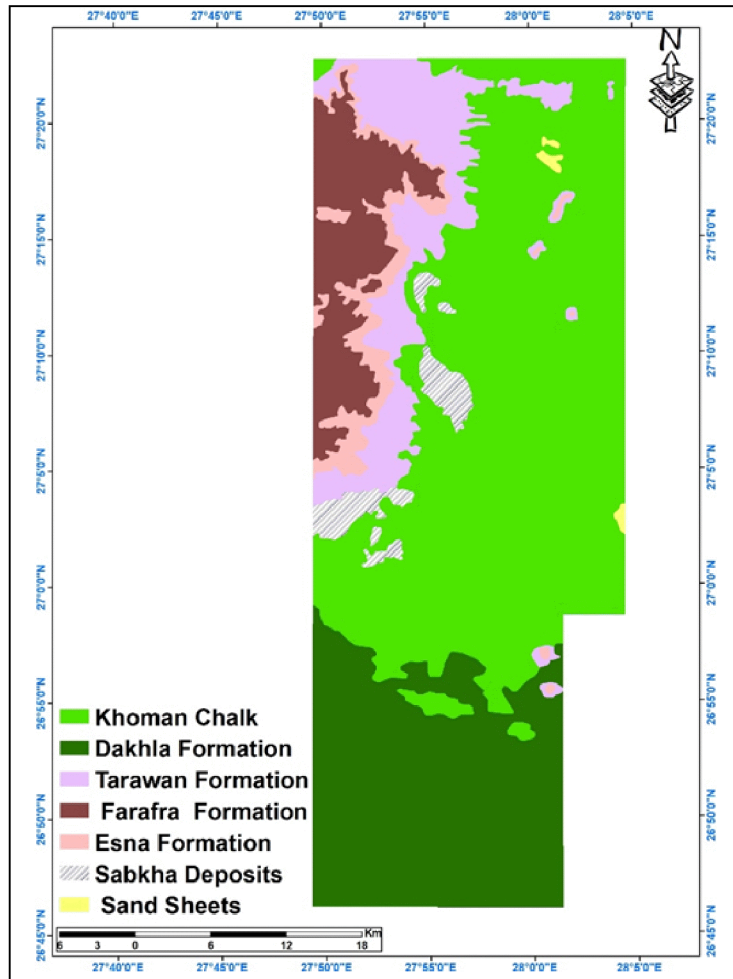 27°40'0"E 27°45'0"E 27°50'0"E 27°55'0"E 28°0'0"E 28°5'0"E
N
27°20'0"N 27°20'0"N
27°15'0"N 27°15'0"N
27°10'0"N 27°10'0"N
27°5'0"N 27°5'0"N
27°0'0"N 27°0'0"N
26°55'0"N 26°55'0"N
26°50'0"N 26°50'0"N
26°45'0"N 26°45'0"N
Khoman Chalk
Dakhla Formation
Tarawan Formation
Farafra Formation
Esna Formation
Sabkha Deposits
Sand Sheets
Km
6 3 0 6 12 18
27°40'0"E 27°45'0"E 27°50'0"E 27°55'0"E 28°0'0"E 28°5'0"E